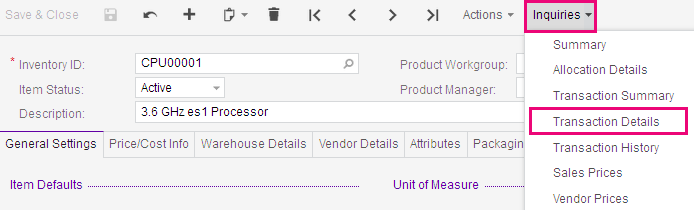 Save & Close Actions Inquiries
Summary
* Inventory ID: CPU00001 Product Workgroup:
Allocation Details
Item Status: Active Product Manager:
Transaction Summary
Description: 3.6 GHz es1 Processor
Transaction Details
General Settings Price/Cost Info Warehouse Details Vendor Details Attributes Packagin
Transaction History
Sales Prices
Item Defaults Unit of Measure
Vendor Prices